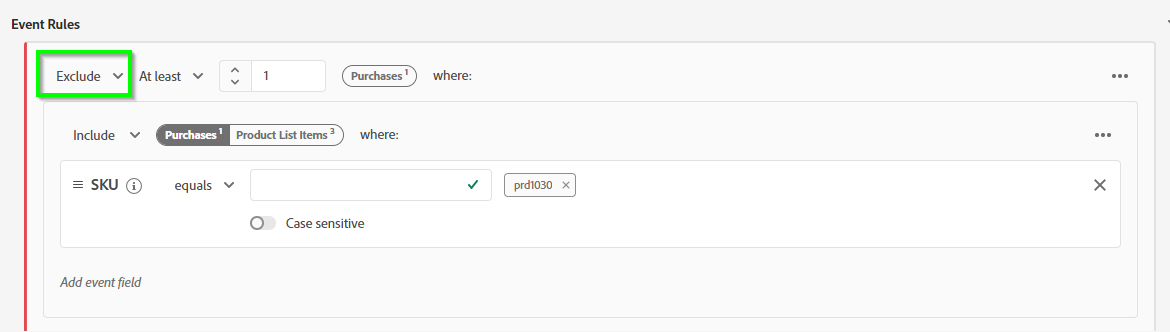 Event Rules
Exclude At least 1 Purchases 1 where:
Include Purchases 1 Product List Items 3 where:
SKU equals prd1030
Case sensitive
Add event field